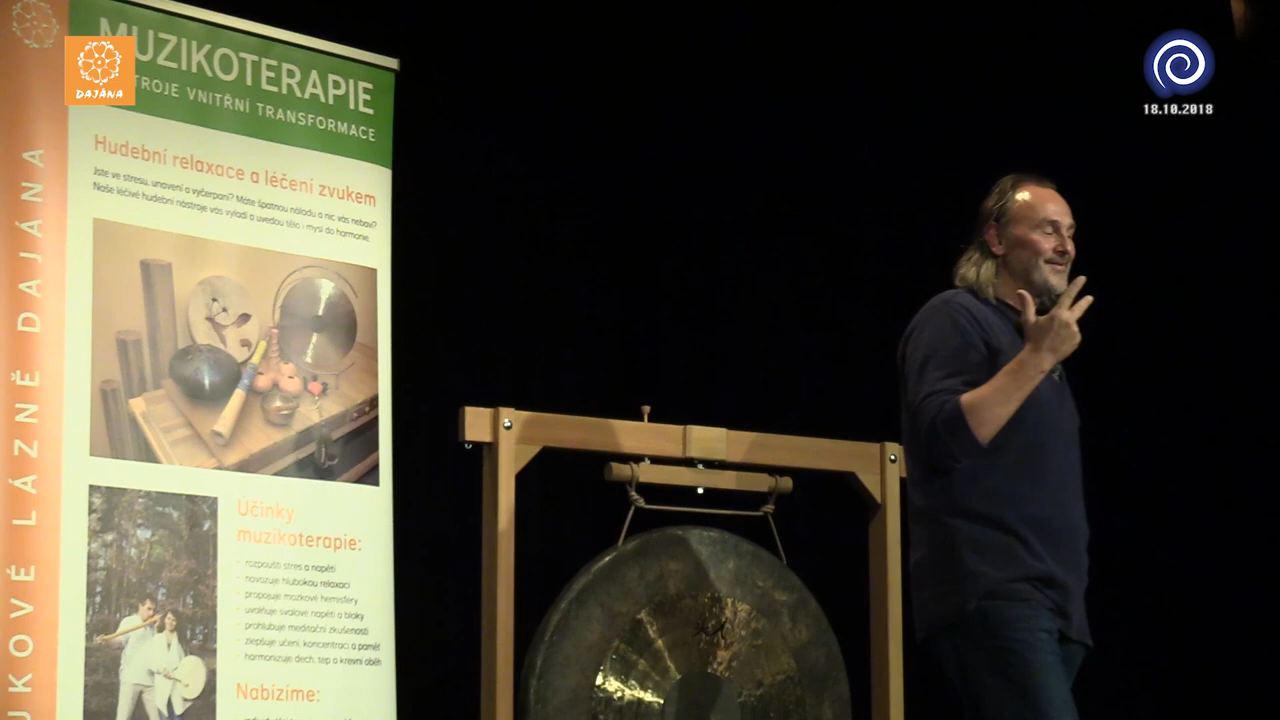 MUZIKOTERAPIE
TROJE VNITŘNÍ TRANSFORMACE
DAJÁNA
18.10.2018
Hudební relaxace a léčení zvukem
Jste ve stresu, unavení a vyčerpaní? Máte špatnou náladu a nic vás nebaví?
Naše léčivé hudební nástroje vás vyladí a uvedou tělo i mysl do harmonie.
UKOVÉ LÁZNĚ DAJÁNA
Účinky
muzikoterapie:
- rozpouští stres a napětí
- navozuje hlubokou relaxaci
- propojuje mozkové hemisféry
- uvolňuje svalové napětí a bloky
- prohlubuje meditační zkušenosti
- zlepšuje učení, koncentraci a paměť
- harmonizuje dech, tep a krevní oběh
Nabízíme: